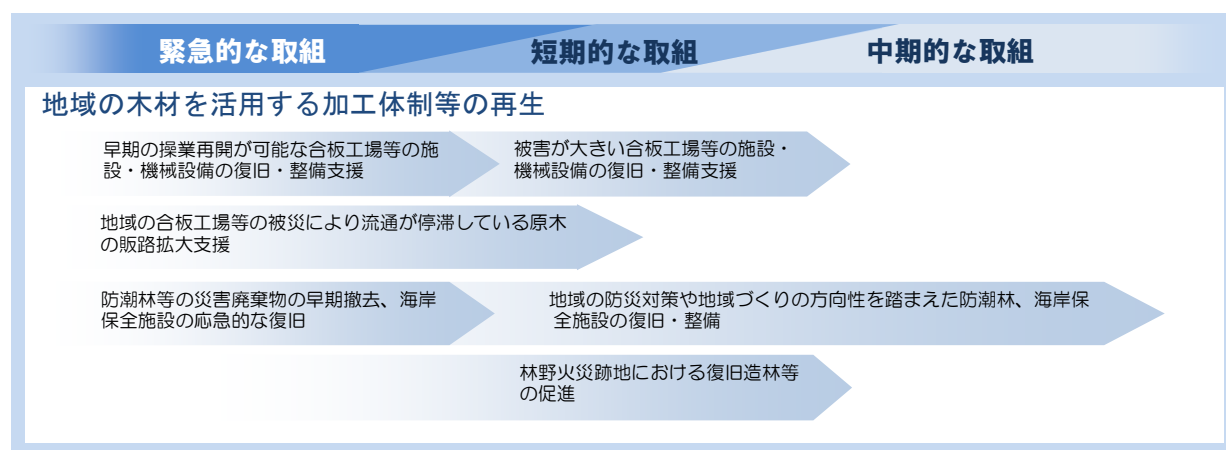 緊急的な取組 短期的な取組 中期的な取組
地域の木材を活用する加工体制等の再生
早期の操業再開が可能な合板工場等の施
設・機械設備の復旧・整備支援
被害が大きい合板工場等の施設・
機械設備の復旧・整備支援
地域の合板工場等の被災により流通が停滞している原木
の販路拡大支援
防潮林等の災害廃棄物の早期撤去、海岸
保全施設の応急的な復旧
地域の防災対策や地域づくりの方向性を踏まえた防潮林、海岸保
全施設の復旧・整備
林野火災跡地における復旧造林等
の促進